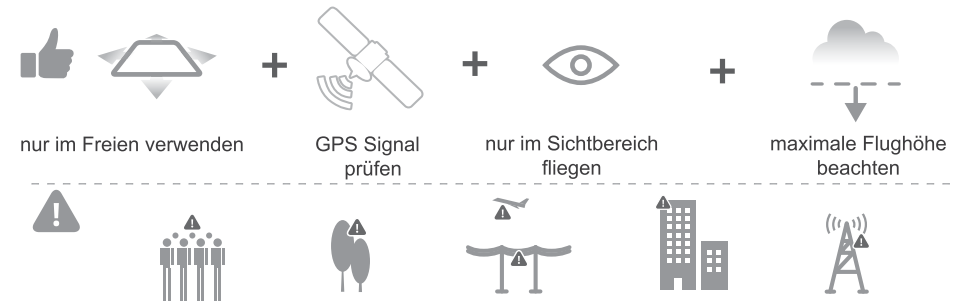 nur im Freien verwenden
GPS Signal
prüfen
nur im Sichtbereich
fliegen
maximale Flughöhe
beachten